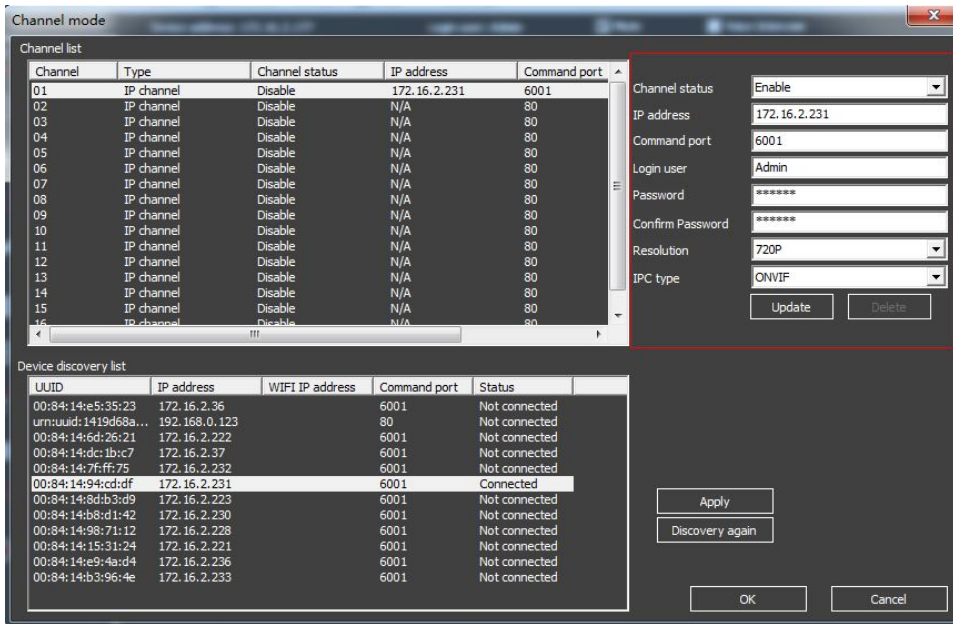 Channel mode
Channel list
Channel Type Channel status IP address Command port
01 IP channel Disable 172.16.2.231 6001
02 IP channel Disable N/A 80
03 IP channel Disable N/A 80
04 IP channel Disable N/A 80
05 IP channel Disable N/A 80
06 IP channel Disable N/A 80
07 IP channel Disable N/A 80
08 IP channel Disable N/A 80
09 IP channel Disable N/A 80
10 IP channel Disable N/A 80
11 IP channel Disable N/A 80
12 IP channel Disable N/A 80
13 IP channel Disable N/A 80
14 IP channel Disable N/A 80
15 IP channel Disable N/A 80
16 IP channel Disable N/A 80
Channel status Enable
IP address 172.16.2.231
Command port 6001
Login user Admin
Password ******
Confirm Password ******
Resolution 720P
IPC type ONVIF
Update Delete
Device discovery list
UUID IP address WIFI IP address Command port Status
00:84:14:e5:35:23 172.16.2.36 6001 Not connected
urn:uuid:1419d68a... 192.168.0.123 80 Not connected
00:84:14:6d:26:21 172.16.2.222 6001 Not connected
00:84:14:dc:1b:c7 172.16.2.37 6001 Not connected
00:84:14:7f:ff:75 172.16.2.232 6001 Not connected
00:84:14:94:cd:df 172.16.2.231 6001 Connected
00:84:14:8d:b3:d9 172.16.2.223 6001 Not connected
00:84:14:b8:d1:42 172.16.2.230 6001 Not connected
00:84:14:98:71:12 172.16.2.228 6001 Not connected
00:84:14:15:31:24 172.16.2.221 6001 Not connected
00:84:14:e9:4a:d4 172.16.2.236 6001 Not connected
00:84:14:b3:96:4e 172.16.2.233 6001 Not connected
Apply
Discovery again
OK Cancel